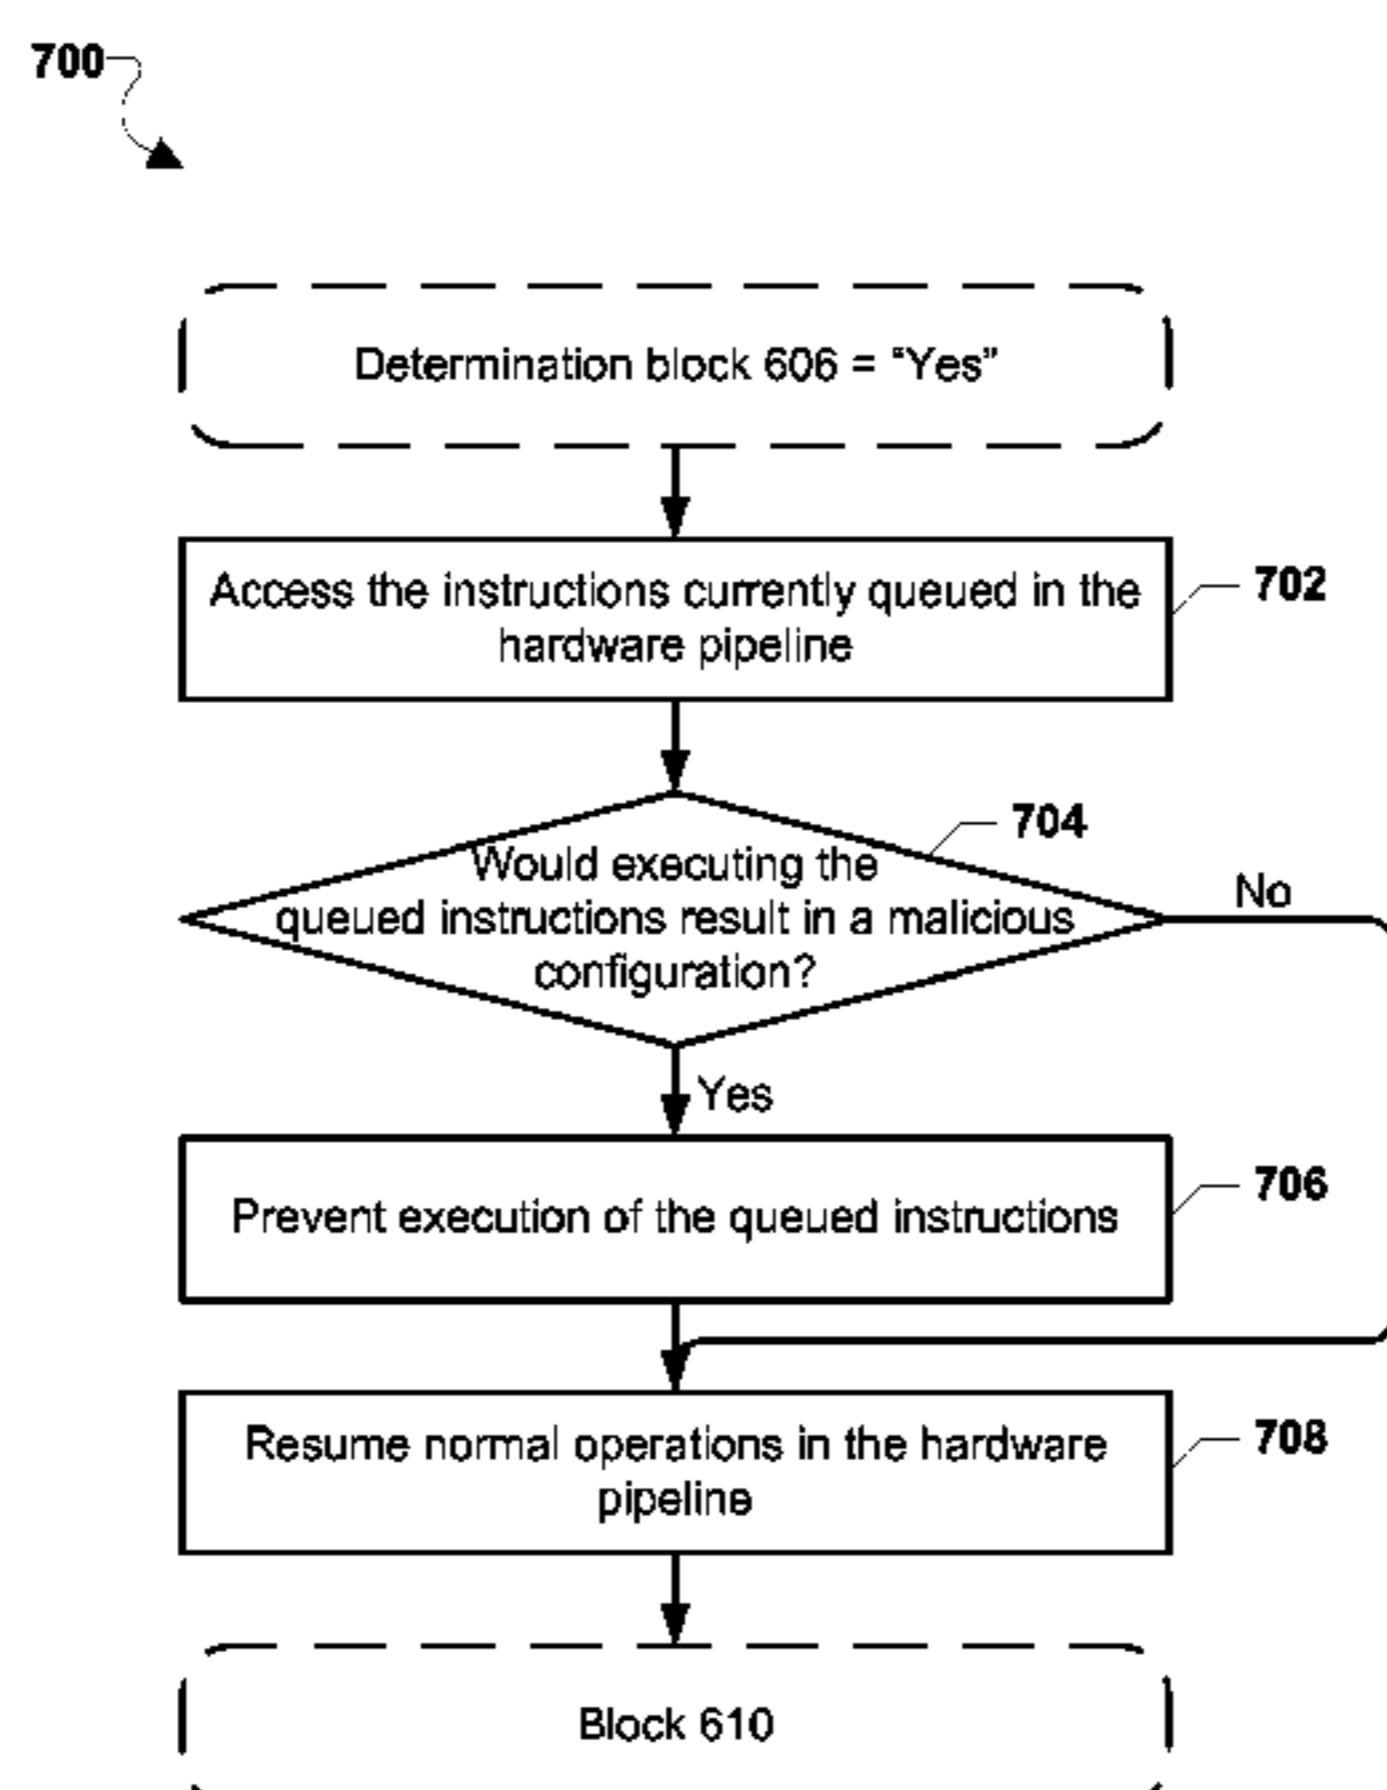 700
Determination block 606 = “Yes”
Access the instructions currently queued in the
hardware pipeline
702
704
Would executing the
queued instructions result in a malicious
configuration?
No
Yes
Prevent execution of the queued instructions
706
Resume normal operations in the hardware
pipeline
708
Block 610